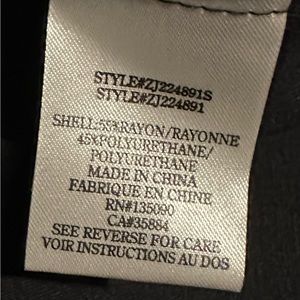 STYLE#ZJ224891S
STYLE#ZJ224891
SHELL:55%RAYON/RAYONNE
45%POLYURETHANE/
POLYURETHANE
MADE IN CHINA
FABRIQUE EN CHINE
RN#135090
CA#35884
SEE REVERSE FOR CARE
VOIR INSTRUCTIONS AU DOS